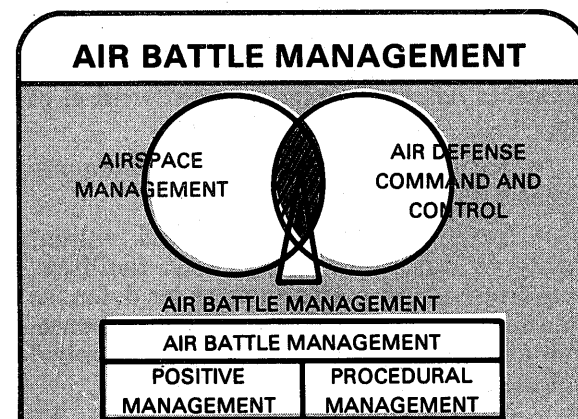 AIR BATTLE MANAGEMENT
AIRSPACE
MANAGEMENT
AIR DEFENSE
COMMAND AND
CONTROL
AIR BATTLE MANAGEMENT
AIR BATTLE MANAGEMENT
POSITIVE
MANAGEMENT
PROCEDURAL
MANAGEMENT